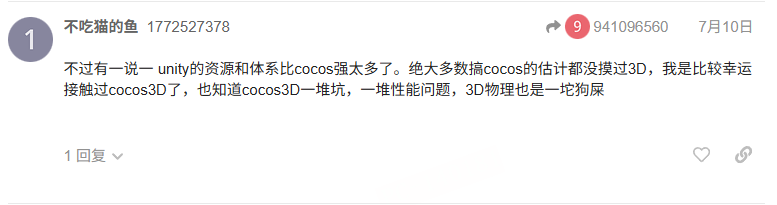 1 不吃猫的鱼 1772527378 9 941096560 7月10日
不过有一说一 unity的资源和体系比cocos强太多了。绝大多数搞cocos的估计都没摸过3D，我是比较幸运
接触过cocos3D了，也知道cocos3D一堆坑，一堆性能问题，3D物理也是一坨狗屎
1 回复